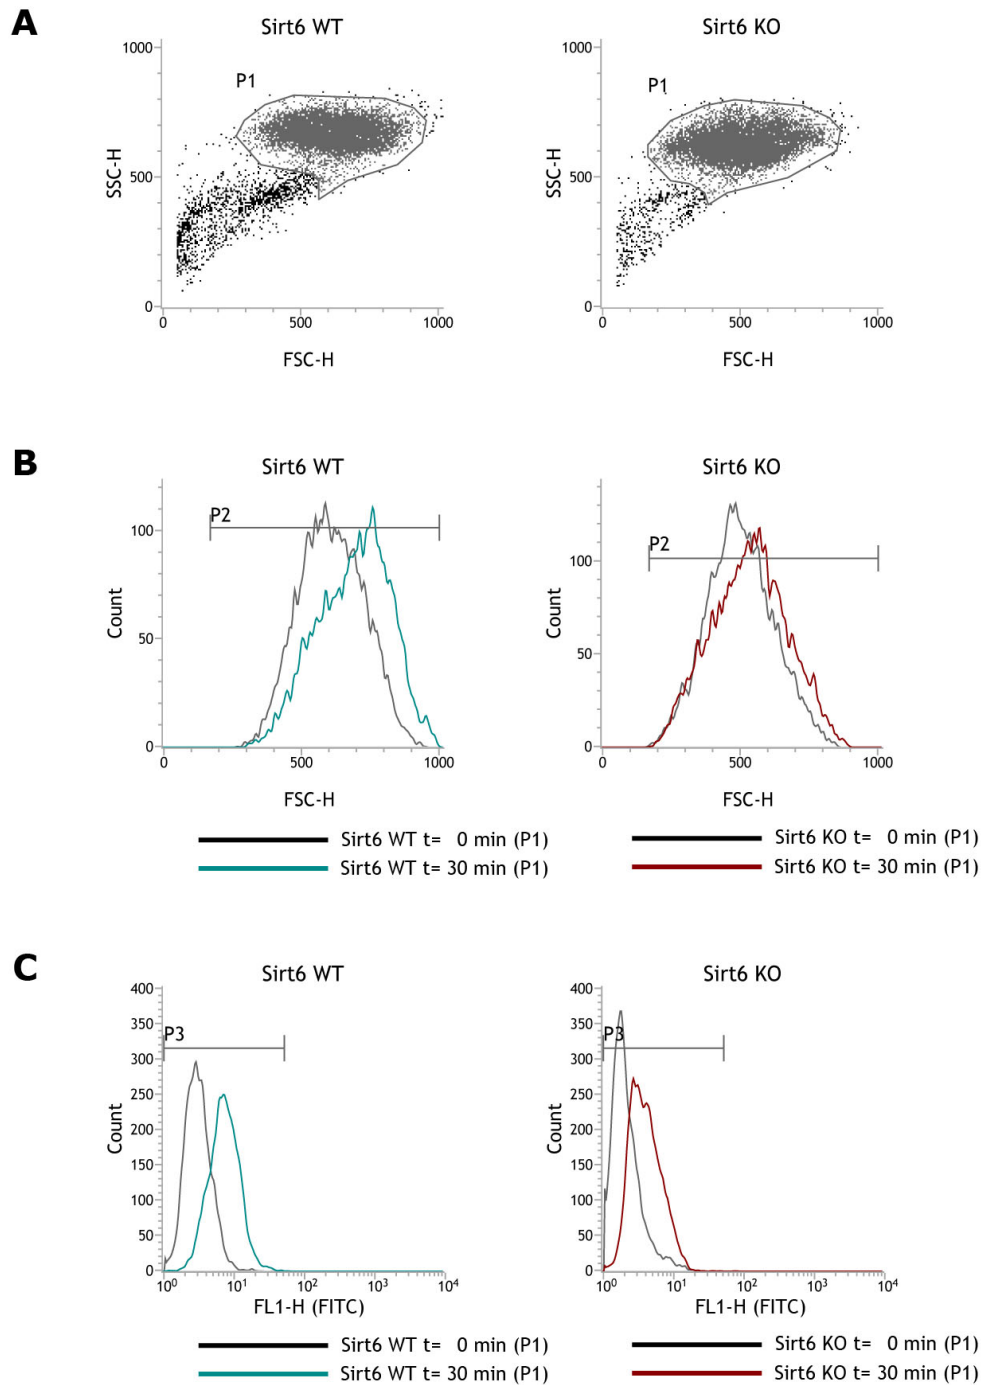 A
Sirt6 WT
Sirt6 KO
1000
500
0
SSC-H
P1
0 500 1000
FSC-H
1000
500
0
SSC-H
P1
0 500 1000
FSC-H
B
Sirt6 WT
Sirt6 KO
100
50
0
Count
P2
0 500 1000
FSC-H
100
50
0
Count
P2
0 500 1000
FSC-H
Sirt6 WT t= 0 min (P1)
Sirt6 WT t= 30 min (P1)
Sirt6 KO t= 0 min (P1)
Sirt6 KO t= 30 min (P1)
C
Sirt6 WT
Sirt6 KO
400
350
300
250
200
150
100
50
0
Count
P3
10⁰ 10¹ 10² 10³ 10⁴
FL1-H (FITC)
400
350
300
250
200
150
100
50
0
Count
P3
10⁰ 10¹ 10² 10³ 10⁴
FL1-H (FITC)
Sirt6 WT t= 0 min (P1)
Sirt6 WT t= 30 min (P1)
Sirt6 KO t= 0 min (P1)
Sirt6 KO t= 30 min (P1)